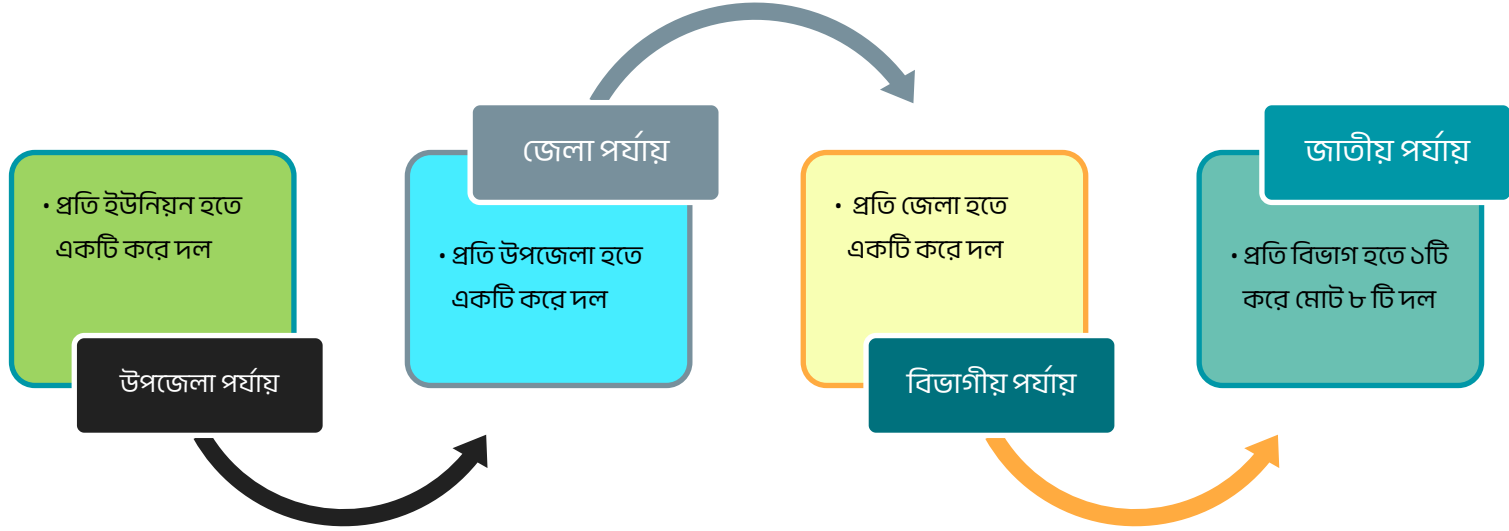 প্রতি ইউনিয়ন হতে
একটি করে দল
উপজেলা পর্যায়
জেলা পর্যায়
প্রতি উপজেলা হতে
একটি করে দল
প্রতি জেলা হতে
একটি করে দল
বিভাগীয় পর্যায়
জাতীয় পর্যায়
প্রতি বিভাগ হতে ১টি
করে মোট ৮ টি দল